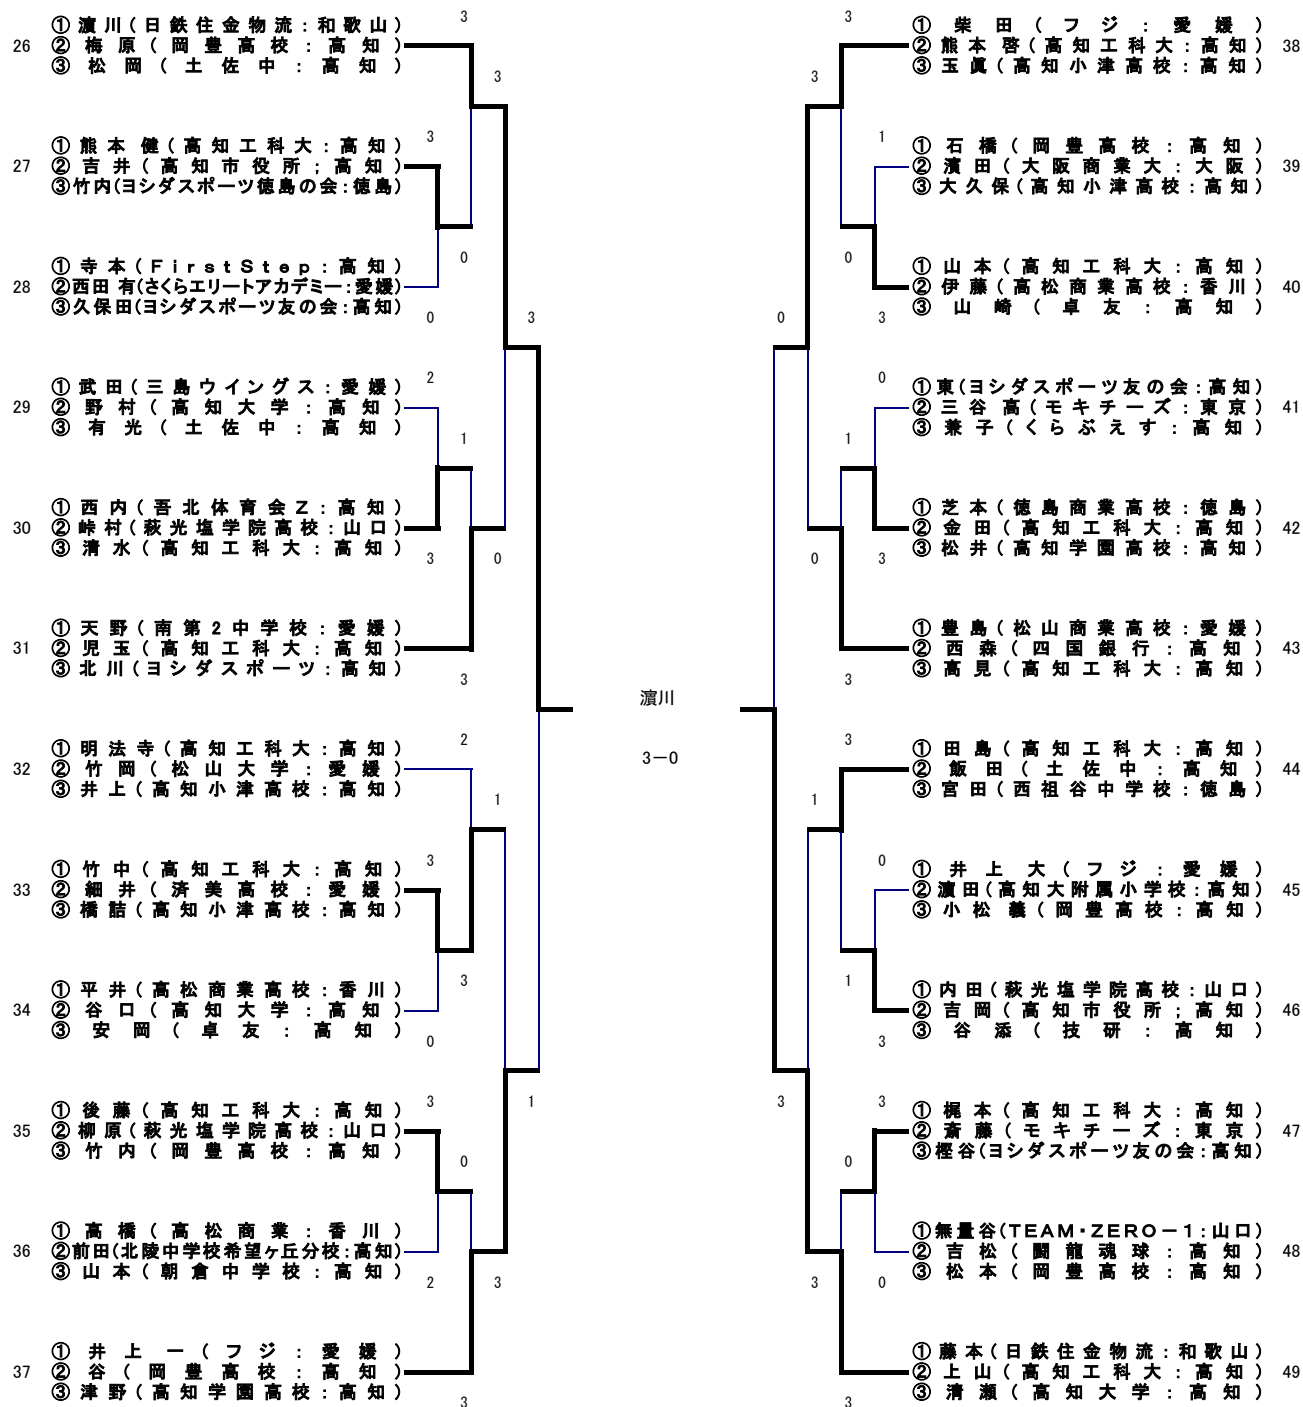 3
① 濵川(日鉄住金物流:和歌山)
26 ② 梅原(岡豊高校:高知)
③ 松岡(土佐中:高知)
3
3
① 熊本 健(高知工科大:高知)
27 ② 吉井(高知市役所;高知)
③竹内(ヨシダスポーツ徳島の会:徳島)
0
① 寺本(FirstStep:高知)
28 ②西田 有(さくらエリートアカデミー:愛媛)
③久保田(ヨシダスポーツ友の会:高知)
0
3
2
① 武田(三島ウイングス:愛媛)
29 ② 野村(高知大学:高知)
③ 有光(土佐中:高知)
1
① 西内(吾北体育会Z:高知)
30 ② 峠村(萩光塩学院高校:山口)
③ 清水(高知工科大:高知)
3
0
① 天野(南第2中学校:愛媛)
31 ② 児玉(高知工科大:高知)
③ 北川(ヨシダスポーツ:高知)
3
2
① 明法寺(高知工科大:高知)
32 ② 竹岡(松山大学:愛媛)
③ 井上(高知小津高校:高知)
1
3
① 竹中(高知工科大:高知)
33 ② 細井(済美高校:愛媛)
③ 橋詰(高知小津高校:高知)
3
① 平井(高松商業高校:香川)
34 ② 谷口(高知大学:高知)
③ 安岡(卓友:高知)
0
3
1
① 後藤(高知工科大:高知)
35 ② 柳原(萩光塩学院高校:山口)
③ 竹内(岡豊高校:高知)
0
① 高橋(高松商業:香川)
36 ②前田(北陵中学校希望ヶ丘分校:高知)
③ 山本(朝倉中学校:高知)
2
3
① 井上一(フジ:愛媛)
37 ② 谷(岡豊高校:高知)
③ 津野(高知学園高校:高知)
3
濵川
3－0
3
① 柴田(フジ:愛媛)
② 熊本 啓(高知工科大:高知) 38
③ 玉眞(高知小津高校:高知)
3
1
① 石橋(岡豊高校:高知)
② 濱田(大阪商業大:大阪) 39
③ 大久保(高知小津高校:高知)
0
① 山本(高知工科大:高知)
② 伊藤(高松商業高校:香川) 40
③ 山崎(卓友:高知)
3
0
0
① 東(ヨシダスポーツ友の会:高知)
② 三谷 高(モキチーズ:東京) 41
③ 兼子(くらぶえす:高知)
1
① 芝本(徳島商業高校:徳島)
② 金田(高知工科大:高知) 42
③ 松井(高知学園高校:高知)
3
0
① 豊島(松山商業高校:愛媛)
② 西森(四国銀行:高知) 43
③ 高見(高知工科大:高知)
3
3
① 田島(高知工科大:高知)
② 飯田(土佐中:高知) 44
③ 宮田(西祖谷中学校:徳島)
1
0
① 井上大(フジ:愛媛)
② 濵田(高知大附属小学校:高知) 45
③ 小松義(岡豊高校:高知)
1
① 内田(萩光塩学院高校:山口)
② 吉岡(高知市役所;高知) 46
③ 谷添(技研:高知)
3
3
3
① 梶本(高知工科大:高知)
② 斎藤(モキチーズ:東京) 47
③樫谷(ヨシダスポーツ友の会:高知)
0
①無量谷(TEAM・ZERO－1:山口)
② 吉松(闘龍魂球:高知) 48
③ 松本(岡豊高校:高知)
0
3
① 藤本(日鉄住金物流:和歌山)
② 上山(高知工科大:高知) 49
③ 清瀬(高知大学:高知)
3